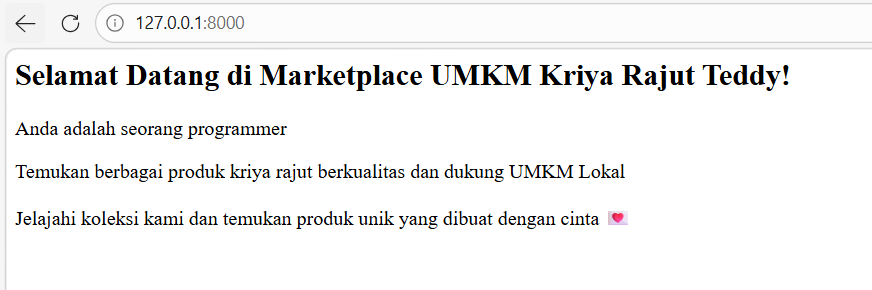 127.0.0.1:8000
Selamat Datang di Marketplace UMKM Kriya Rajut Teddy!
Anda adalah seorang programmer
Temukan berbagai produk kriya rajut berkualitas dan dukung UMKM Lokal
Jelajahi koleksi kami dan temukan produk unik yang dibuat dengan cinta 💌